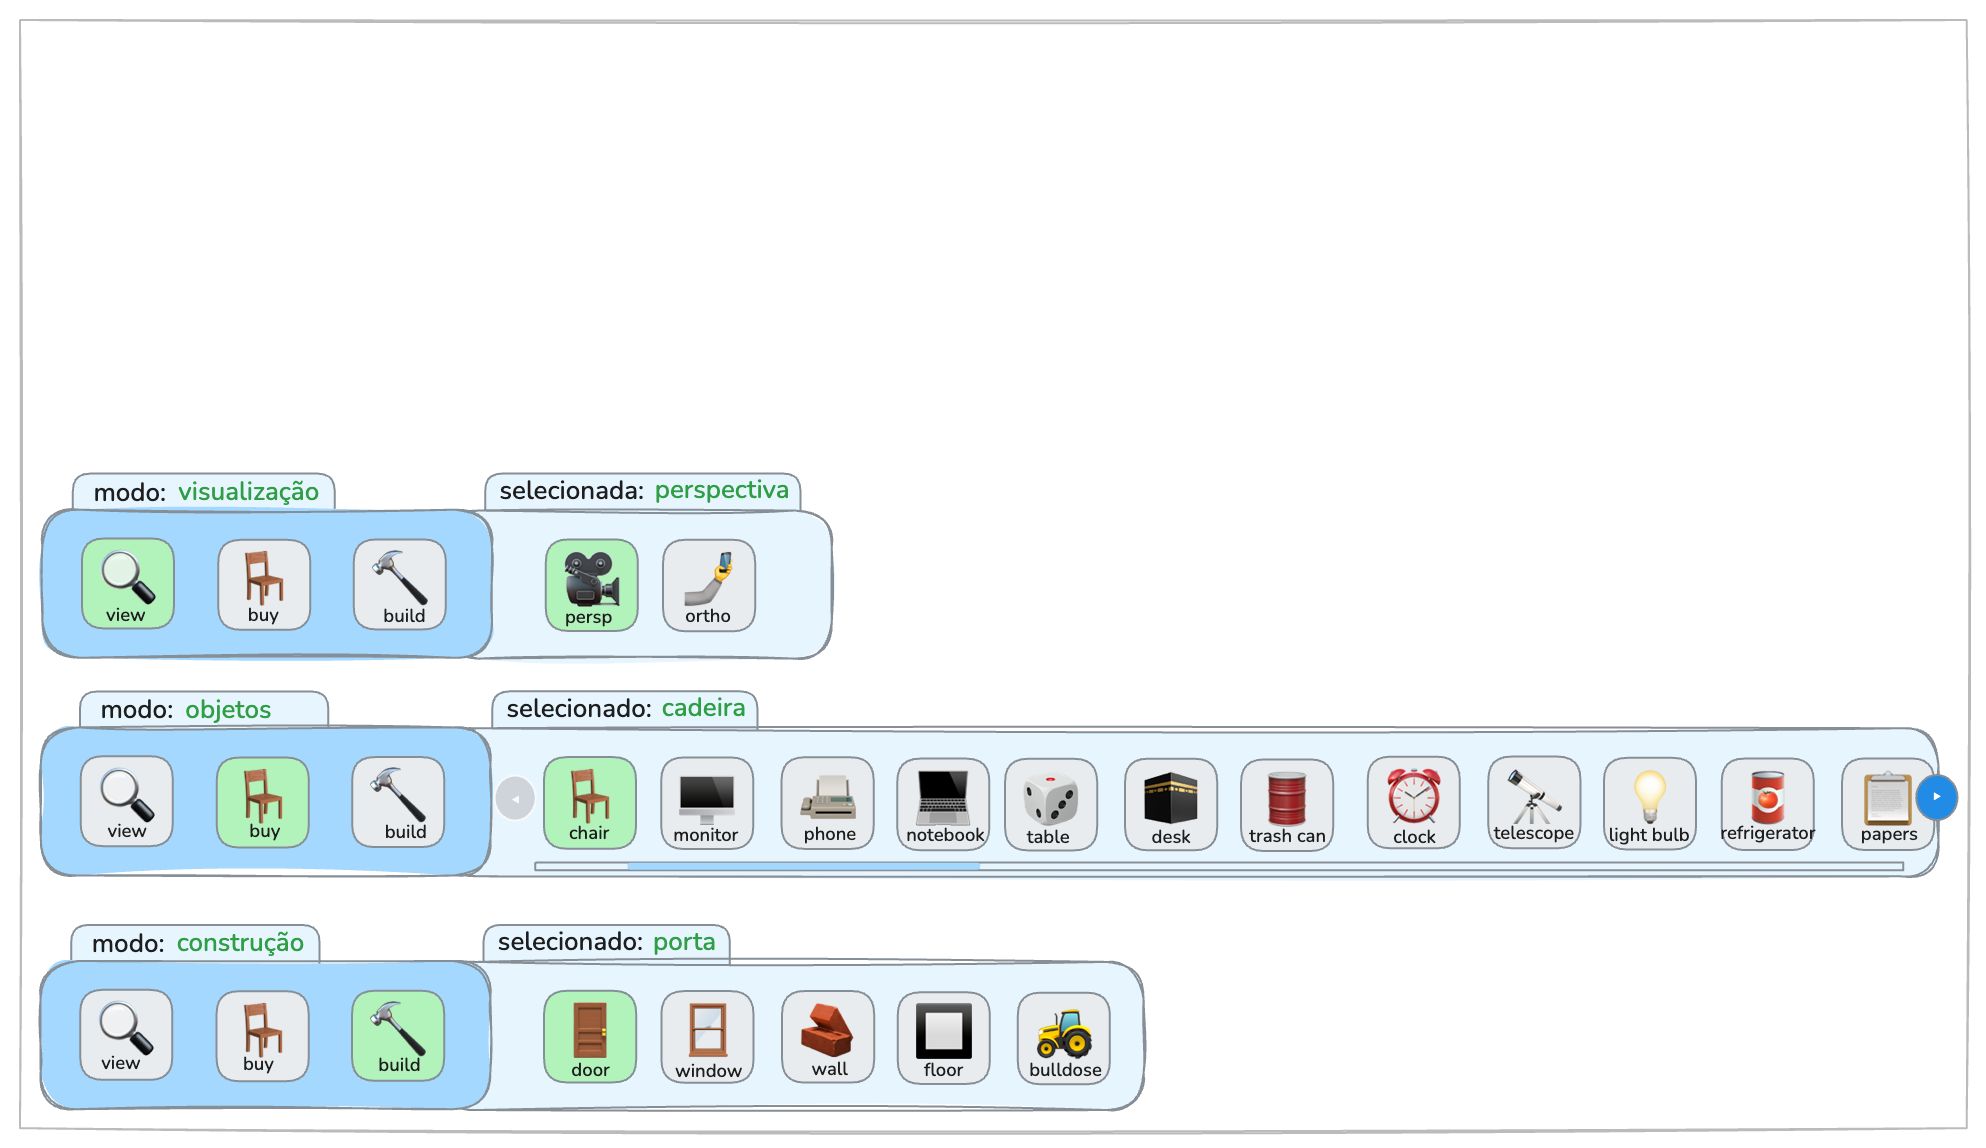 modo: visualização
selecionada: perspectiva
view
buy
build
persp
ortho
modo: objetos
selecionado: cadeira
view
buy
build
chair
monitor
phone
notebook
table
desk
trash can
clock
telescope
light bulb
refrigerator
papers
modo: construção
selecionado: porta
view
buy
build
door
window
wall
floor
bulldose